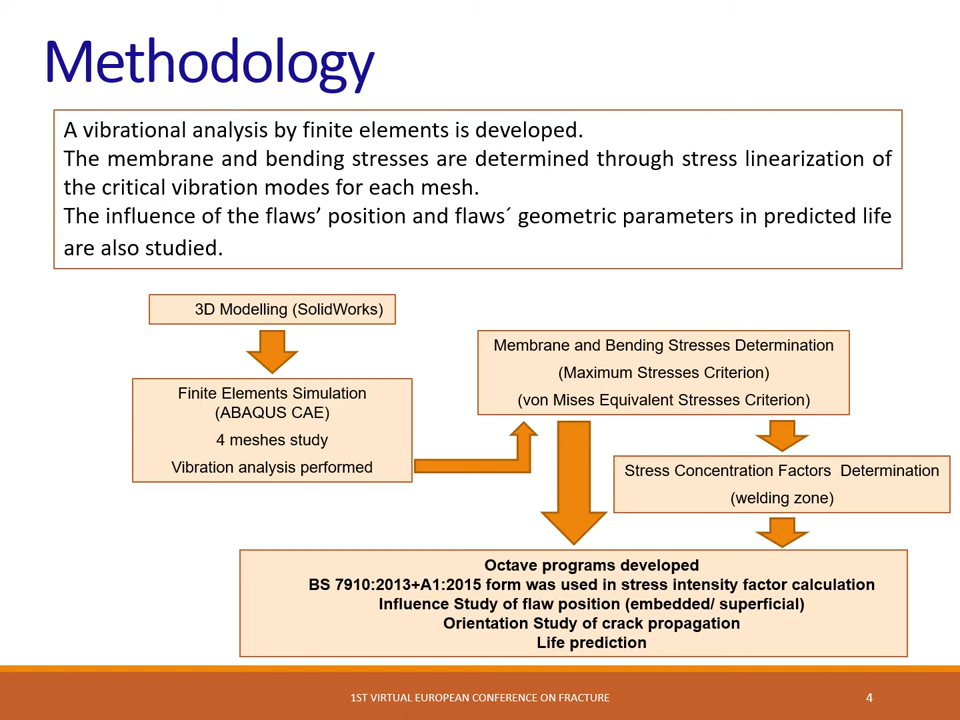 Methodology
A vibrational analysis by finite elements is developed.
The membrane and bending stresses are determined through stress linearization of
the critical vibration modes for each mesh.
The influence of the flaws’ position and flaws´ geometric parameters in predicted life
are also studied.
3D Modelling (SolidWorks)
Finite Elements Simulation
(ABAQUS CAE)
4 meshes study
Vibration analysis performed
Membrane and Bending Stresses Determination
(Maximum Stresses Criterion)
(von Mises Equivalent Stresses Criterion)
Stress Concentration Factors Determination
(welding zone)
Octave programs developed
BS 7910:2013+A1:2015 form was used in stress intensity factor calculation
Influence Study of flaw position (embedded/ superficial)
Orientation Study of crack propagation
Life prediction
1ST VIRTUAL EUROPEAN CONFERENCE ON FRACTURE
4